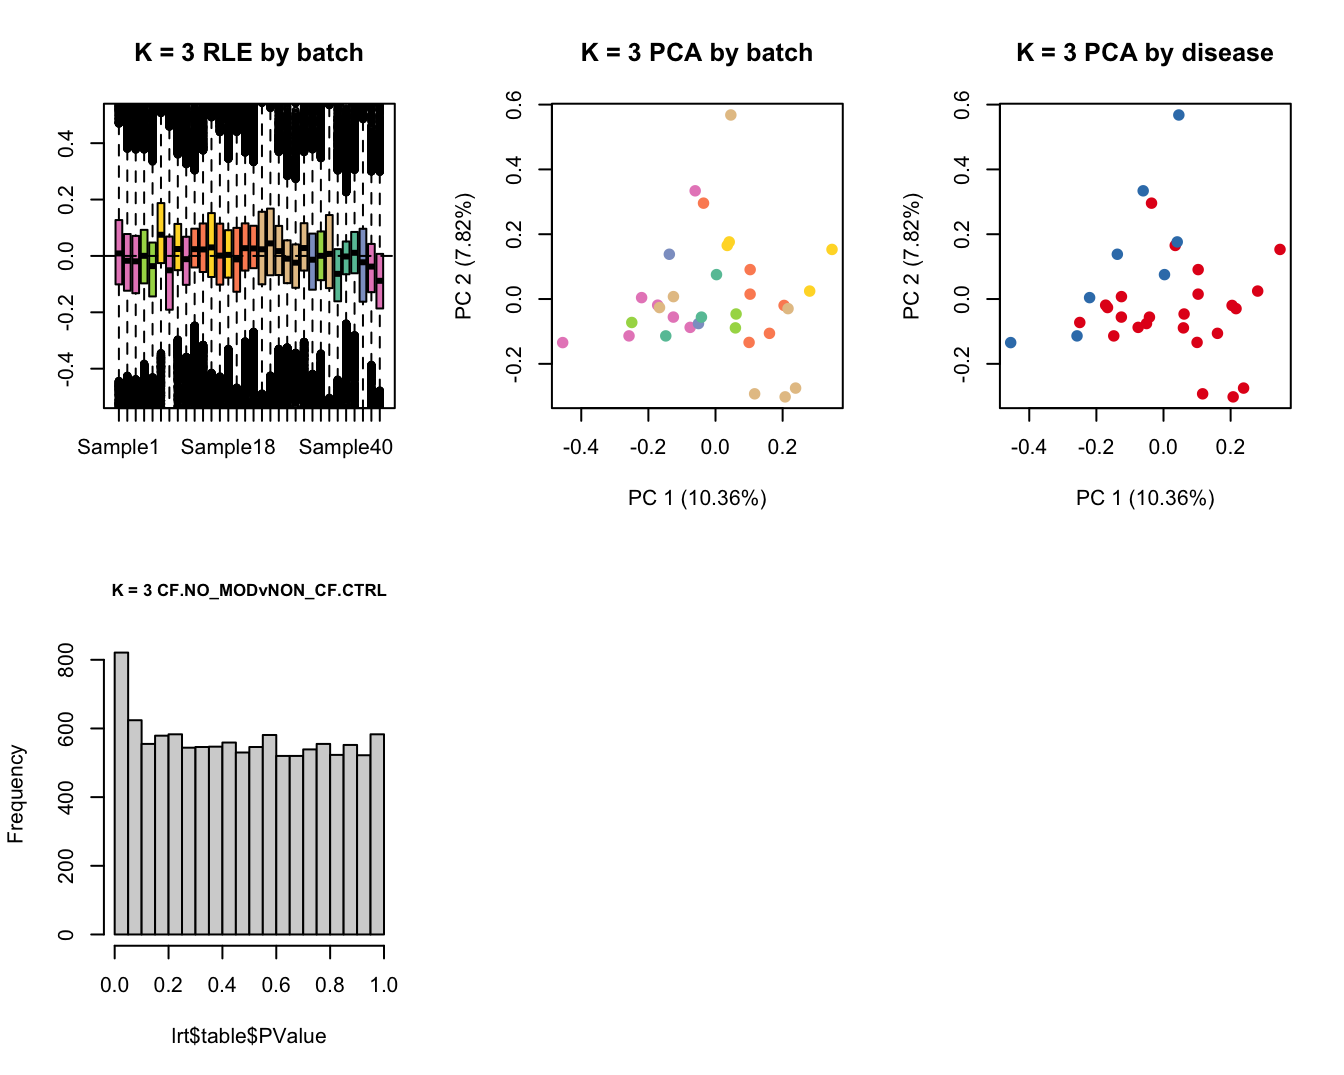 K = 3 RLE by batch
0.4
0.2
0.0
-0.2
-0.4
Sample1 Sample18 Sample40
K = 3 PCA by batch
PC 2 (7.82%)
0.6
0.4
0.2
0.0
-0.2
-0.4 -0.2 0.0 0.2
PC 1 (10.36%)
K = 3 PCA by disease
PC 2 (7.82%)
0.6
0.4
0.2
0.0
-0.2
-0.4 -0.2 0.0 0.2
PC 1 (10.36%)
K = 3 CF.NO_MODvNON_CF.CTRL
Frequency
800
600
400
200
0
0.0 0.2 0.4 0.6 0.8 1.0
lrt$table$PValue